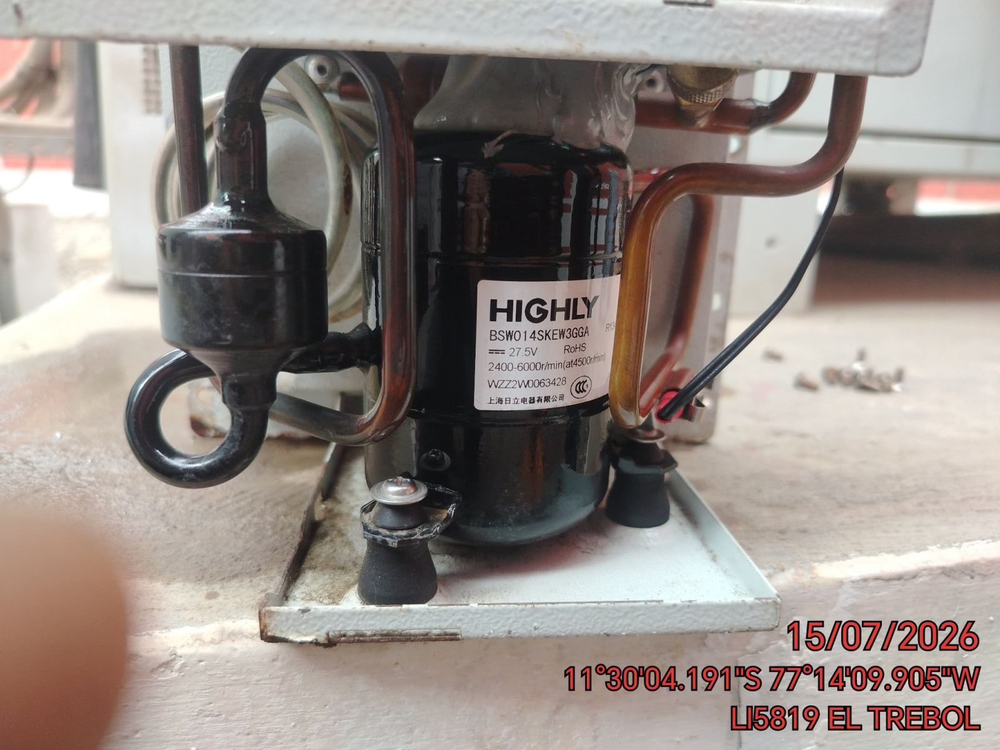 HIGHLY
BSW014SKEW3GGA
27.5V RoHS
2400-6000r/min(at4500r/min)
WZZ2W0063428
上海日立电器有限公司
15/07/2026
11°30'04.191"S 77°14'09.905"W
LI5819 EL TREBOL